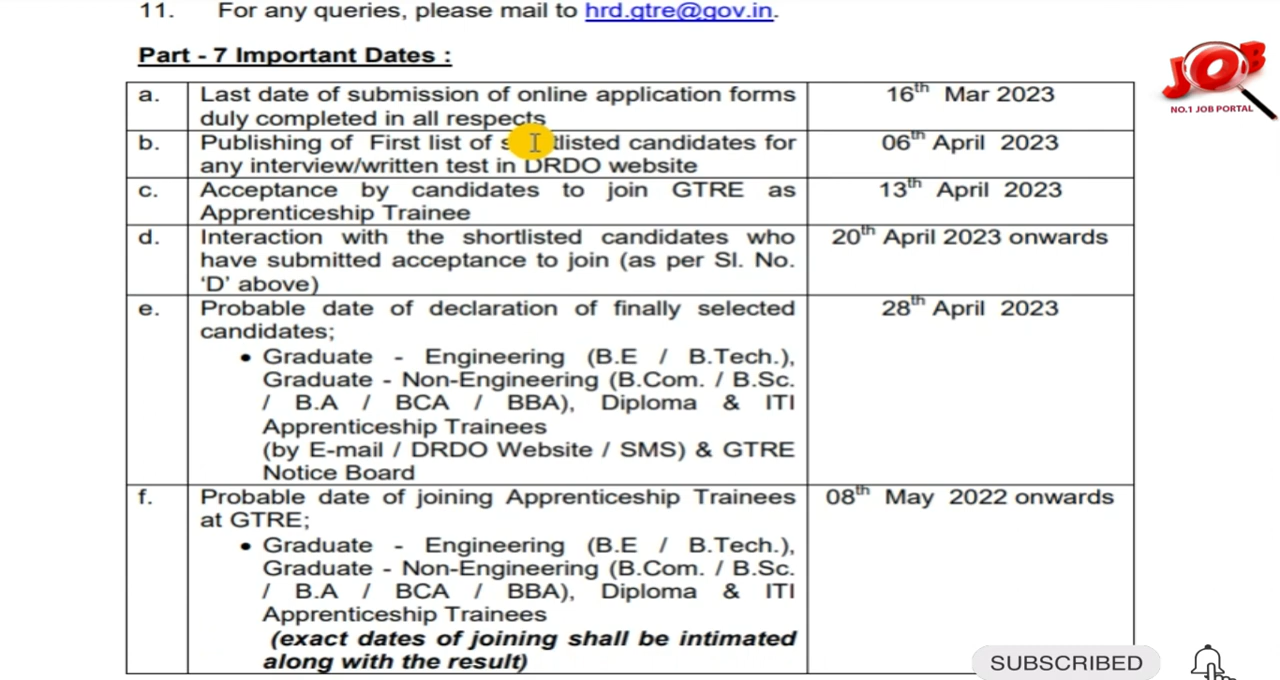 11. For any queries, please mail to hrd.gtre@gov.in.
Part - 7 Important Dates :
JOB
NO.1 JOB PORTAL
a. Last date of submission of online application forms 16th Mar 2023
duly completed in all respects
b. Publishing of First list of candidates for 06th April 2023
any interview/written test in DRDO website
c. Acceptance by candidates to join GTRE as 13th April 2023
Apprenticeship Trainee
d. Interaction with the shortlisted candidates who 20th April 2023 onwards
have submitted acceptance to join (as per Sl. No.
‘D’ above)
e. Probable date of declaration of finally selected 28th April 2023
candidates;
• Graduate - Engineering (B.E / B.Tech.),
Graduate - Non-Engineering (B.Com. / B.Sc.
/ B.A / BCA / BBA), Diploma & ITI
Apprenticeship Trainees
(by E-mail / DRDO Website / SMS) & GTRE
Notice Board
f. Probable date of joining Apprenticeship Trainees 08th May 2022 onwards
at GTRE;
• Graduate - Engineering (B.E / B.Tech.),
Graduate - Non-Engineering (B.Com. / B.Sc.
/ B.A / BCA / BBA), Diploma & ITI
Apprenticeship Trainees
(exact dates of joining shall be intimated
along with the result)
SUBSCRIBED